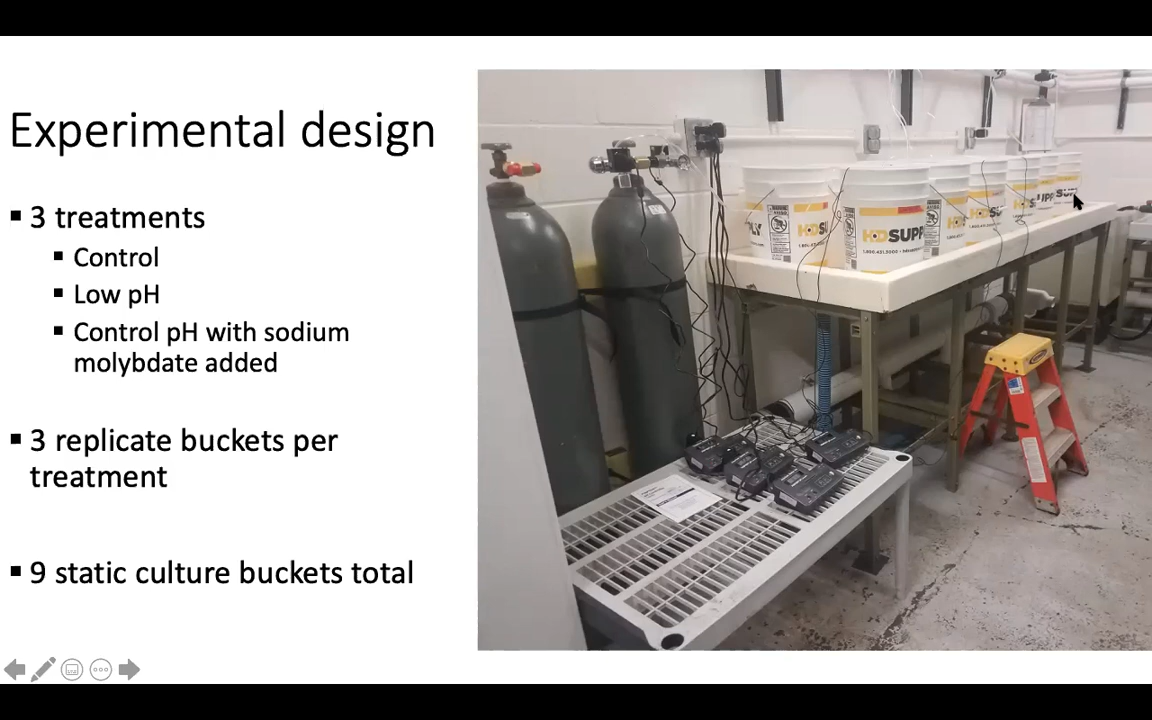 Experimental design
▪ 3 treatments
▪ Control
▪ Low pH
▪ Control pH with sodium
molybdate added
▪ 3 replicate buckets per
treatment
▪ 9 static culture buckets total
HDSUPP